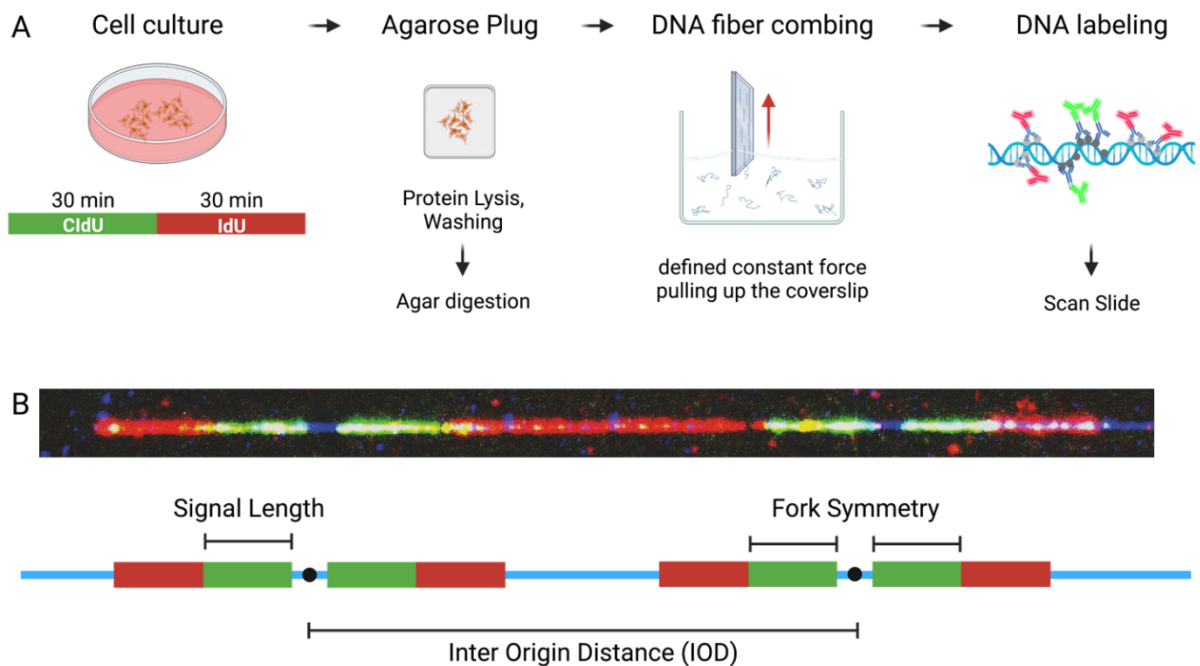 A
Cell culture
Agarose Plug
DNA fiber combing
DNA labeling
30 min
30 min
CldU
IdU
Protein Lysis,
Washing
Agar digestion
defined constant force
pulling up the coverslip
Scan Slide
B
Signal Length
Fork Symmetry
Inter Origin Distance (IOD)